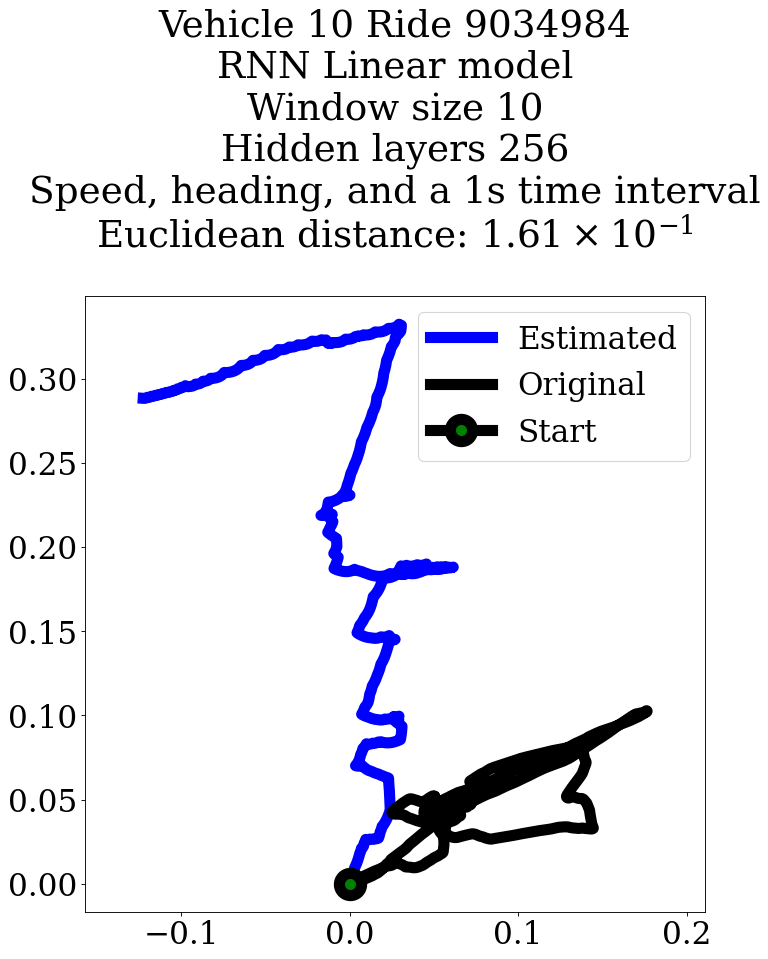 Vehicle 10 Ride 9034984
RNN Linear model
Window size 10
Hidden layers 256
Speed, heading, and a 1s time interval
Euclidean distance: 1.61 × 10⁻¹
Estimated
Original
Start
0.30
0.25
0.20
0.15
0.10
0.05
0.00
−0.1 0.0 0.1 0.2